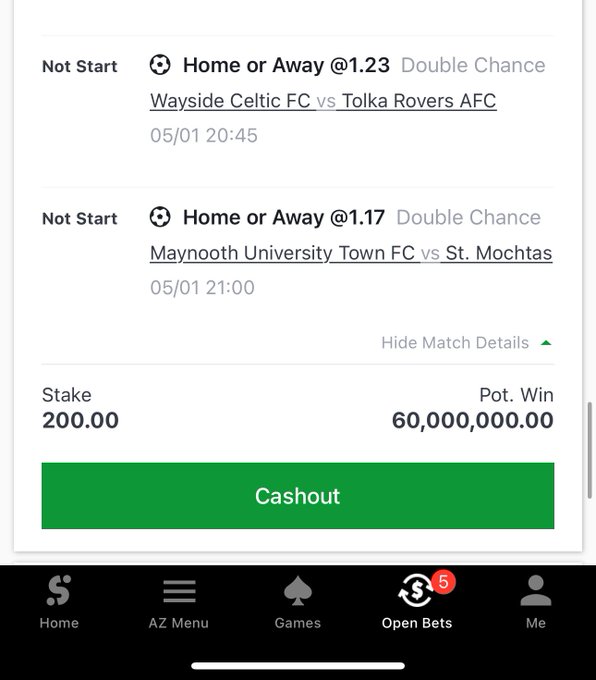 Not Start Home or Away @1.23 Double Chance
Wayside Celtic FC vs Tolka Rovers AFC
05/01 20:45
Not Start Home or Away @1.17 Double Chance
Maynooth University Town FC vs St. Mochtas
05/01 21:00
Hide Match Details
Stake Pot. Win
200.00 60,000,000.00
Cashout
5
Home AZ Menu Games Open Bets Me